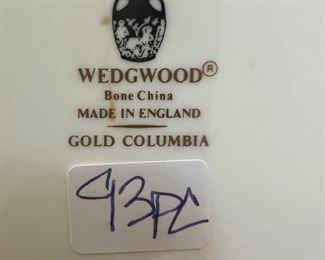 WEDGWOOD®
Bone China
MADE IN ENGLAND
GOLD COLUMBIA
93PC